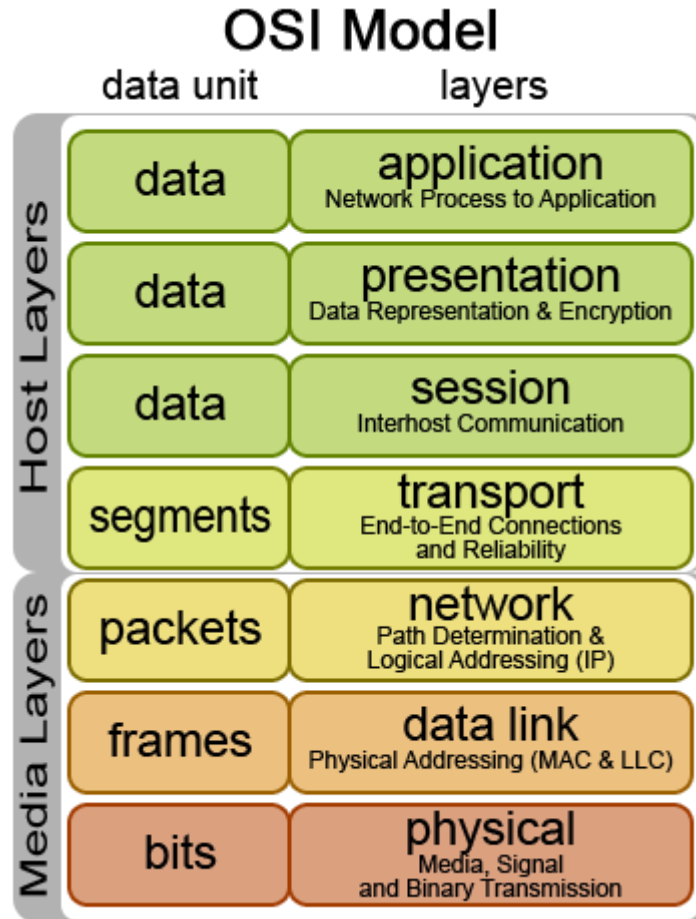 OSI Model
data unit layers
Host Layers
data application
Network Process to Application
data presentation
Data Representation & Encryption
data session
Interhost Communication
segments transport
End-to-End Connections
and Reliability
Media Layers
packets network
Path Determination &
Logical Addressing (IP)
frames data link
Physical Addressing (MAC & LLC)
bits physical
Media, Signal
and Binary Transmission